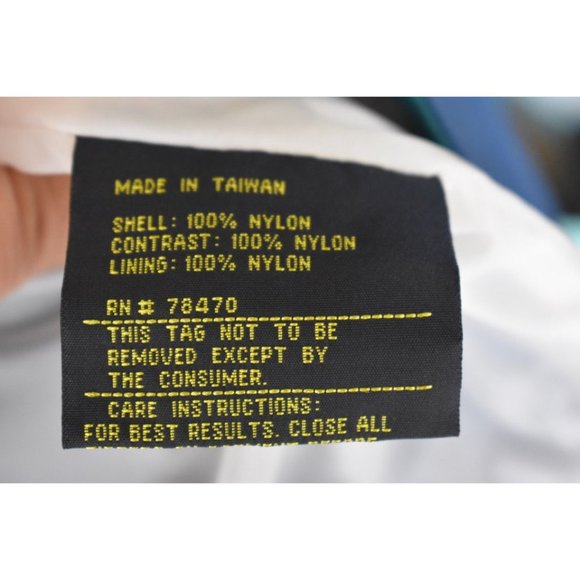 MADE IN TAIWAN
SHELL: 100% NYLON
CONTRAST: 100% NYLON
LINING: 100% NYLON
RN # 78470
THIS TAG NOT TO BE
REMOVED EXCEPT BY
THE CONSUMER.
CARE INSTRUCTIONS:
FOR BEST RESULTS. CLOSE ALL